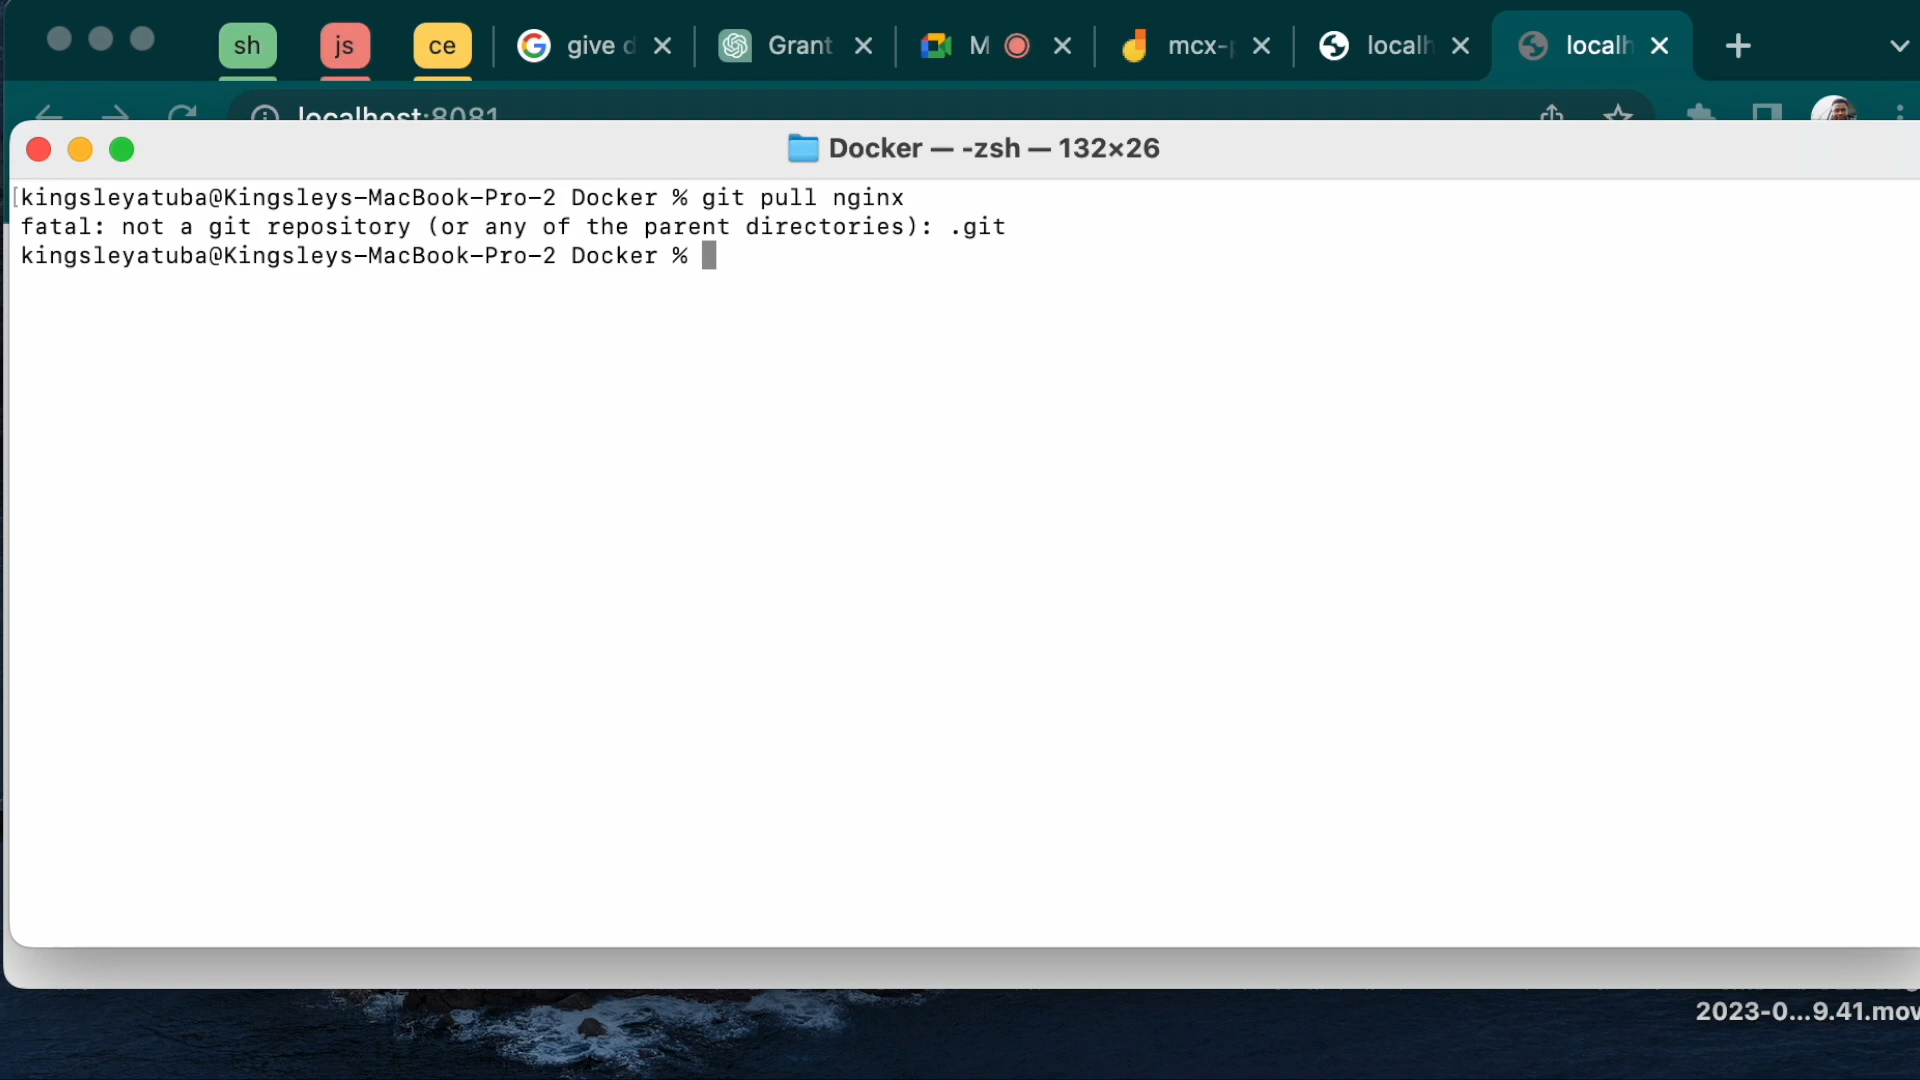 sh js ce give d Grant M mcx-p localh localh
localhost:8081
Docker — -zsh — 132×26
kingsleyatuba@Kingsleys-MacBook-Pro-2 Docker % git pull nginx
fatal: not a git repository (or any of the parent directories): .git
kingsleyatuba@Kingsleys-MacBook-Pro-2 Docker %
2023-0...9.41.mov